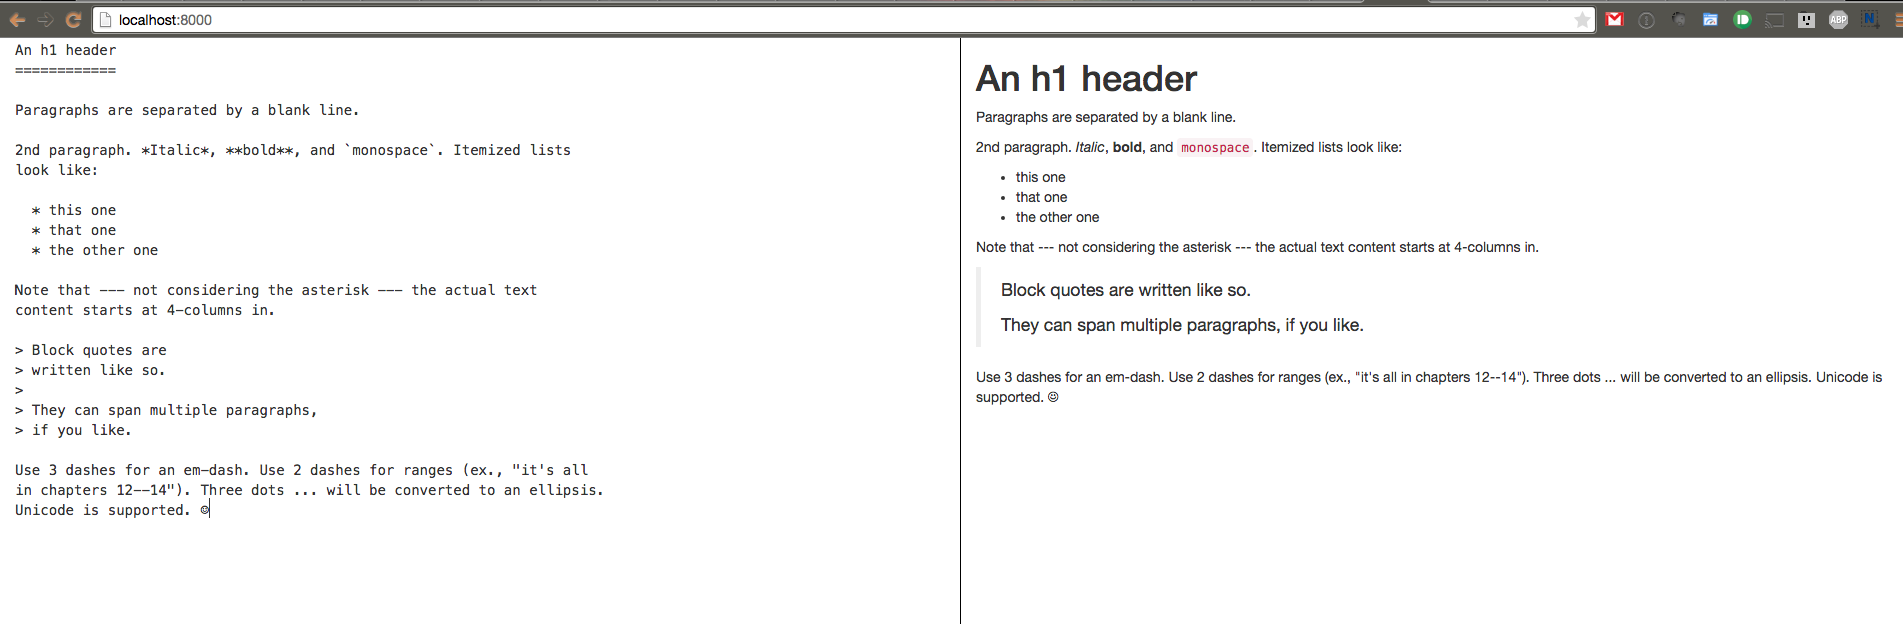 localhost:8000
An h1 header
============
Paragraphs are separated by a blank line.
2nd paragraph. *Italic*, **bold**, and `monospace`. Itemized lists
look like:
* this one
* that one
* the other one
Note that --- not considering the asterisk --- the actual text
content starts at 4-columns in.
> Block quotes are
> written like so.
>
> They can span multiple paragraphs,
> if you like.
Use 3 dashes for an em-dash. Use 2 dashes for ranges (ex., "it's all
in chapters 12--14"). Three dots ... will be converted to an ellipsis.
Unicode is supported. ☺
An h1 header
Paragraphs are separated by a blank line.
2nd paragraph. Italic, bold, and monospace. Itemized lists look like:
• this one
• that one
• the other one
Note that --- not considering the asterisk --- the actual text content starts at 4-columns in.
Block quotes are written like so.
They can span multiple paragraphs, if you like.
Use 3 dashes for an em-dash. Use 2 dashes for ranges (ex., "it's all in chapters 12--14"). Three dots ... will be converted to an ellipsis. Unicode is
supported. ☺
ABP
N